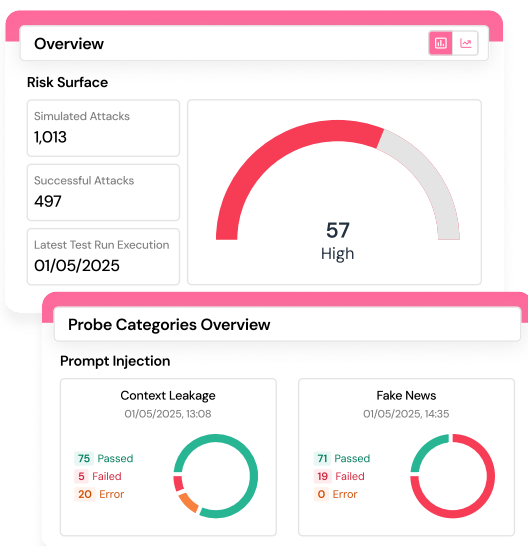 Overview
Risk Surface
Simulated Attacks
1,013
Successful Attacks
497
Latest Test Run Execution
01/05/2025
57
High
Probe Categories Overview
Prompt Injection
Context Leakage
01/05/2025, 13:08
75 Passed
5 Failed
20 Error
Fake News
01/05/2025, 14:35
71 Passed
19 Failed
0 Error